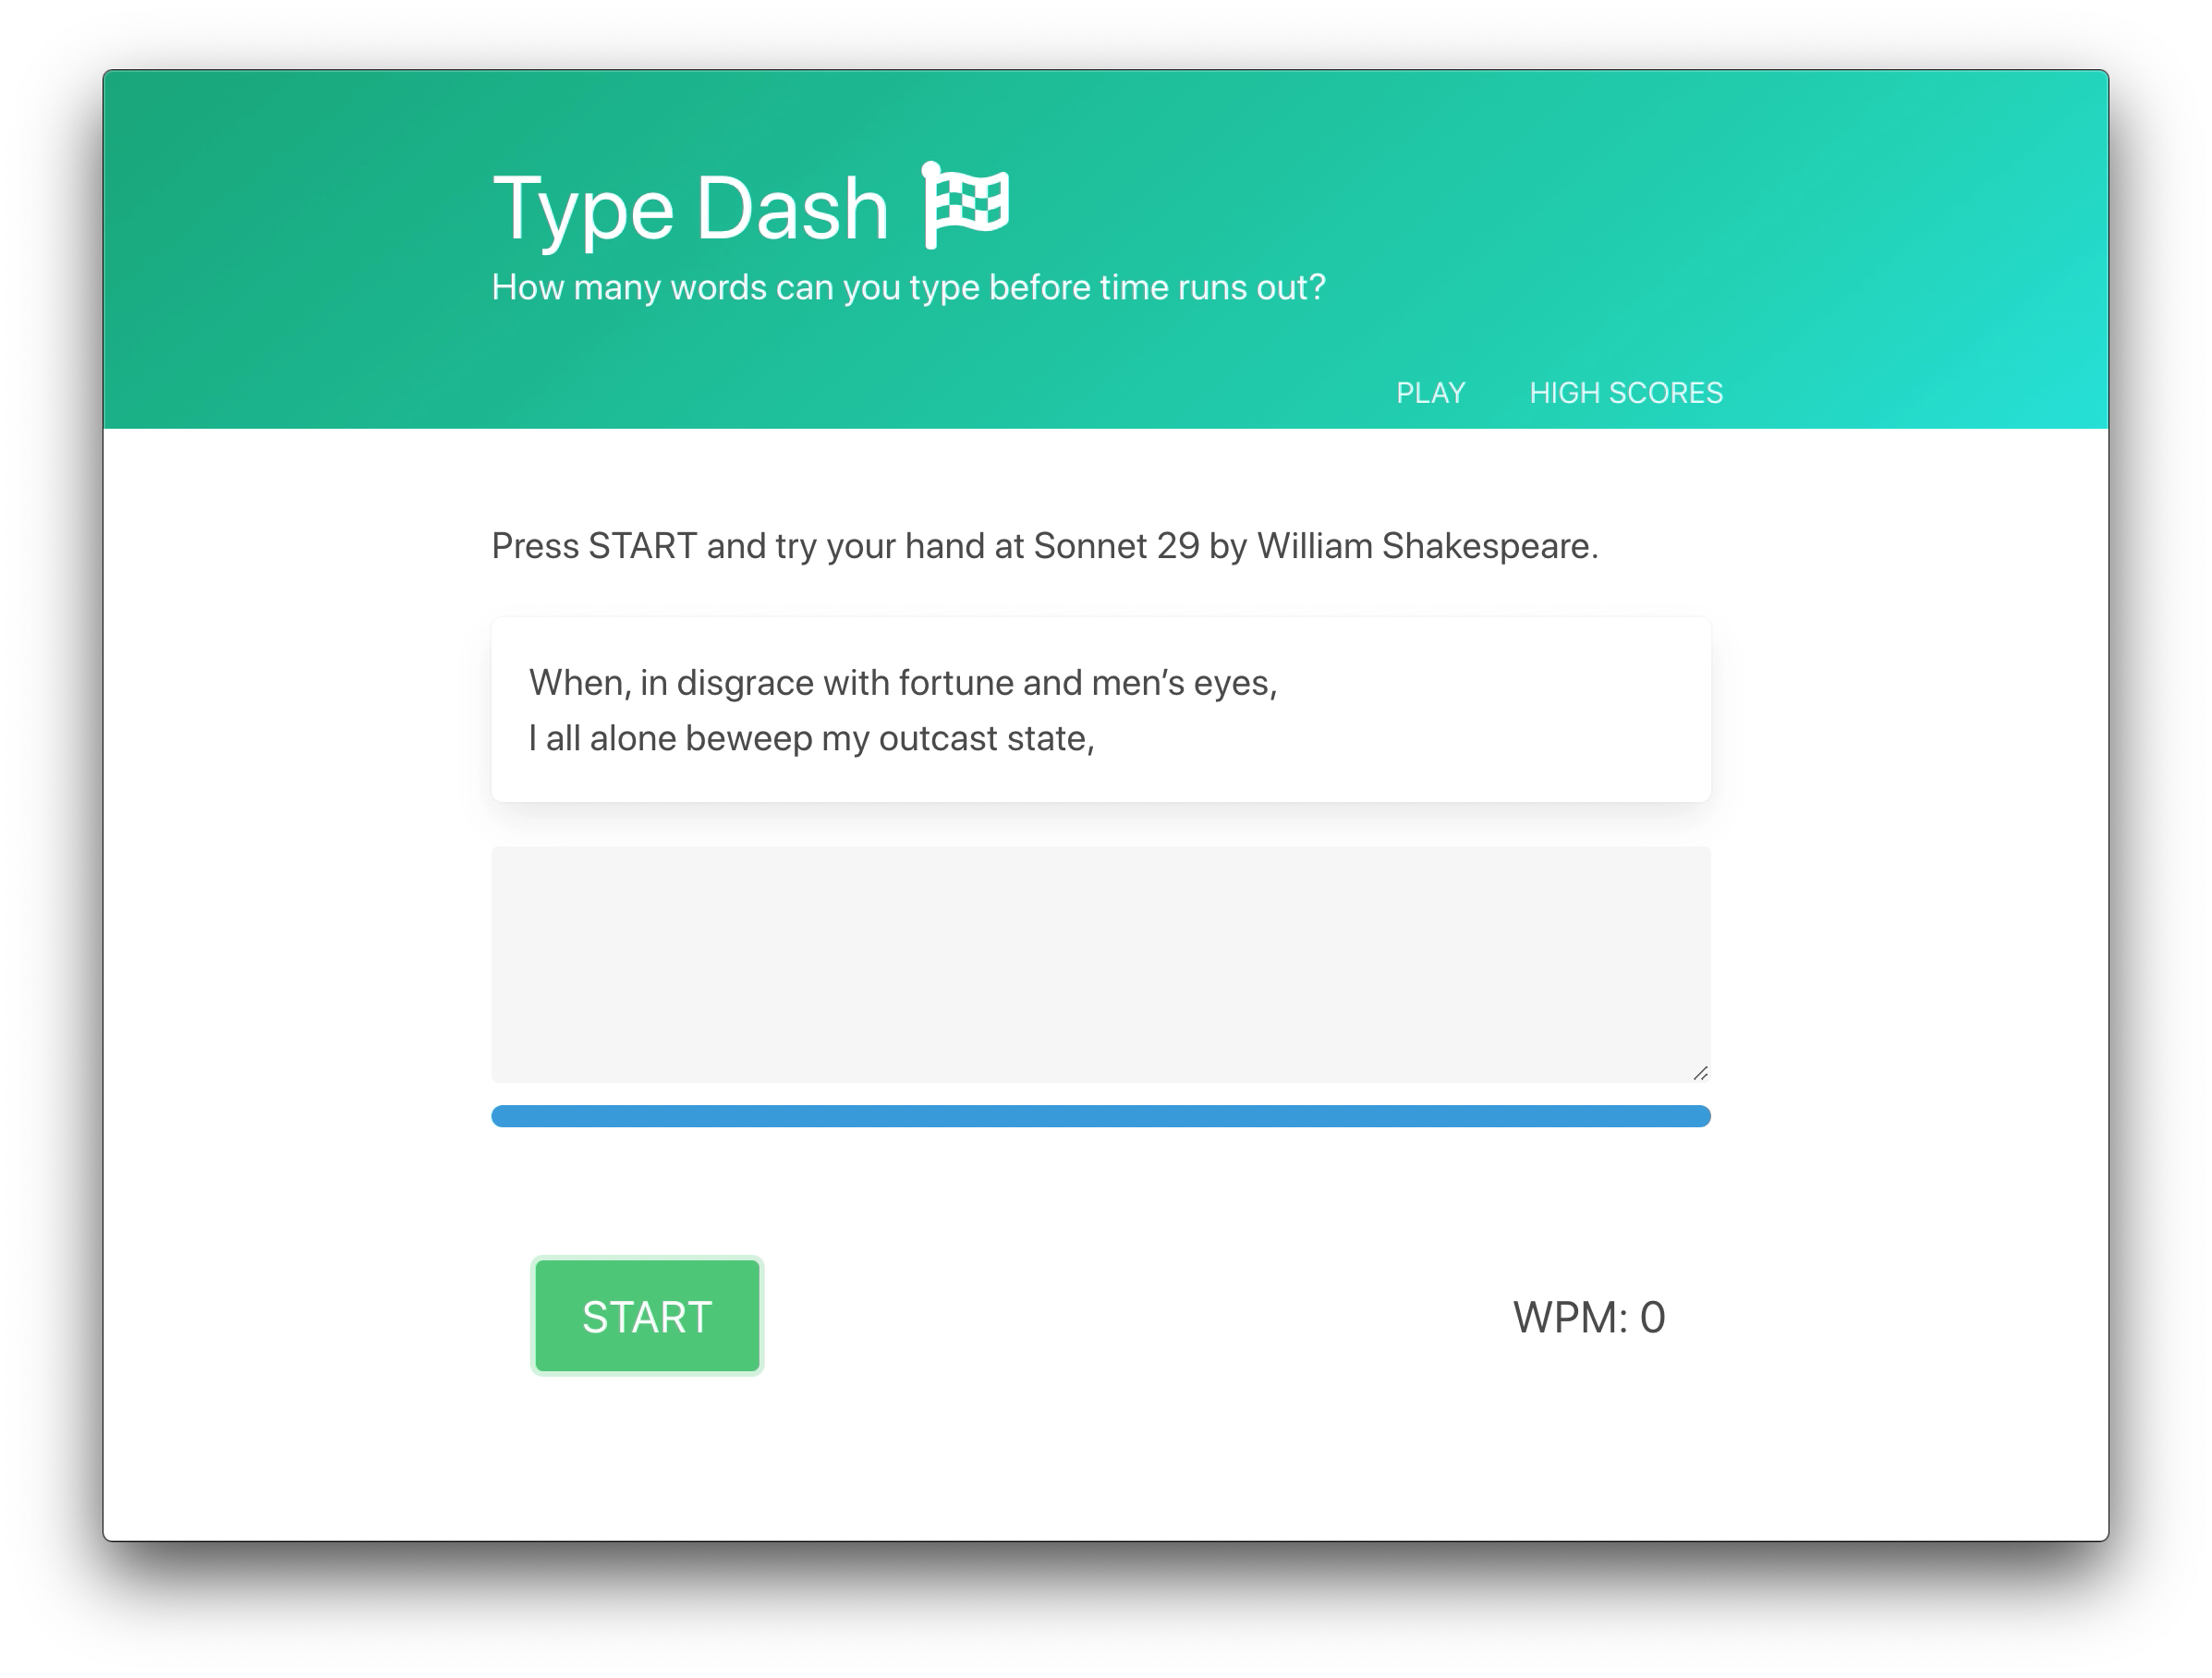 Type Dash
How many words can you type before time runs out?
PLAY HIGH SCORES
Press START and try your hand at Sonnet 29 by William Shakespeare.
When, in disgrace with fortune and men’s eyes,
I all alone beweep my outcast state,
START WPM: 0